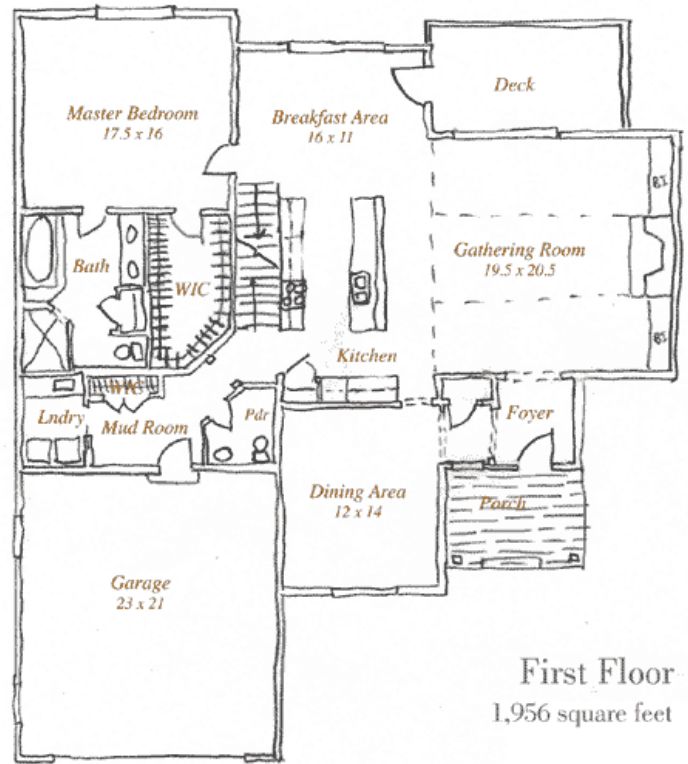 Deck
Master Bedroom
17.5 x 16
Breakfast Area
16 x 11
BI
Gathering Room
19.5 x 20.5
Bath
WIC
BI
Kitchen
WIC
Lndry
Mud Room
Pdr
Foyer
Dining Area
12 x 14
Porch
Garage
23 x 21
First Floor
1,956 square feet